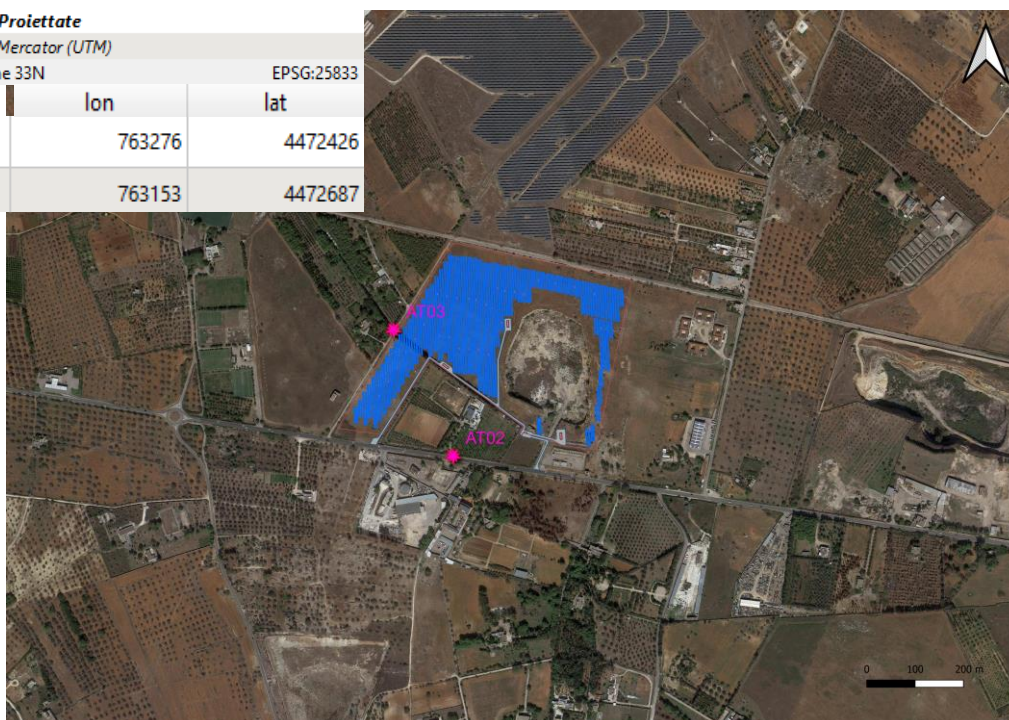 Proiettate
Mercator (UTM)
e 33N EPSG:25833
lon lat
763276 4472426
763153 4472687
AT03
AT02
0 100 200 m